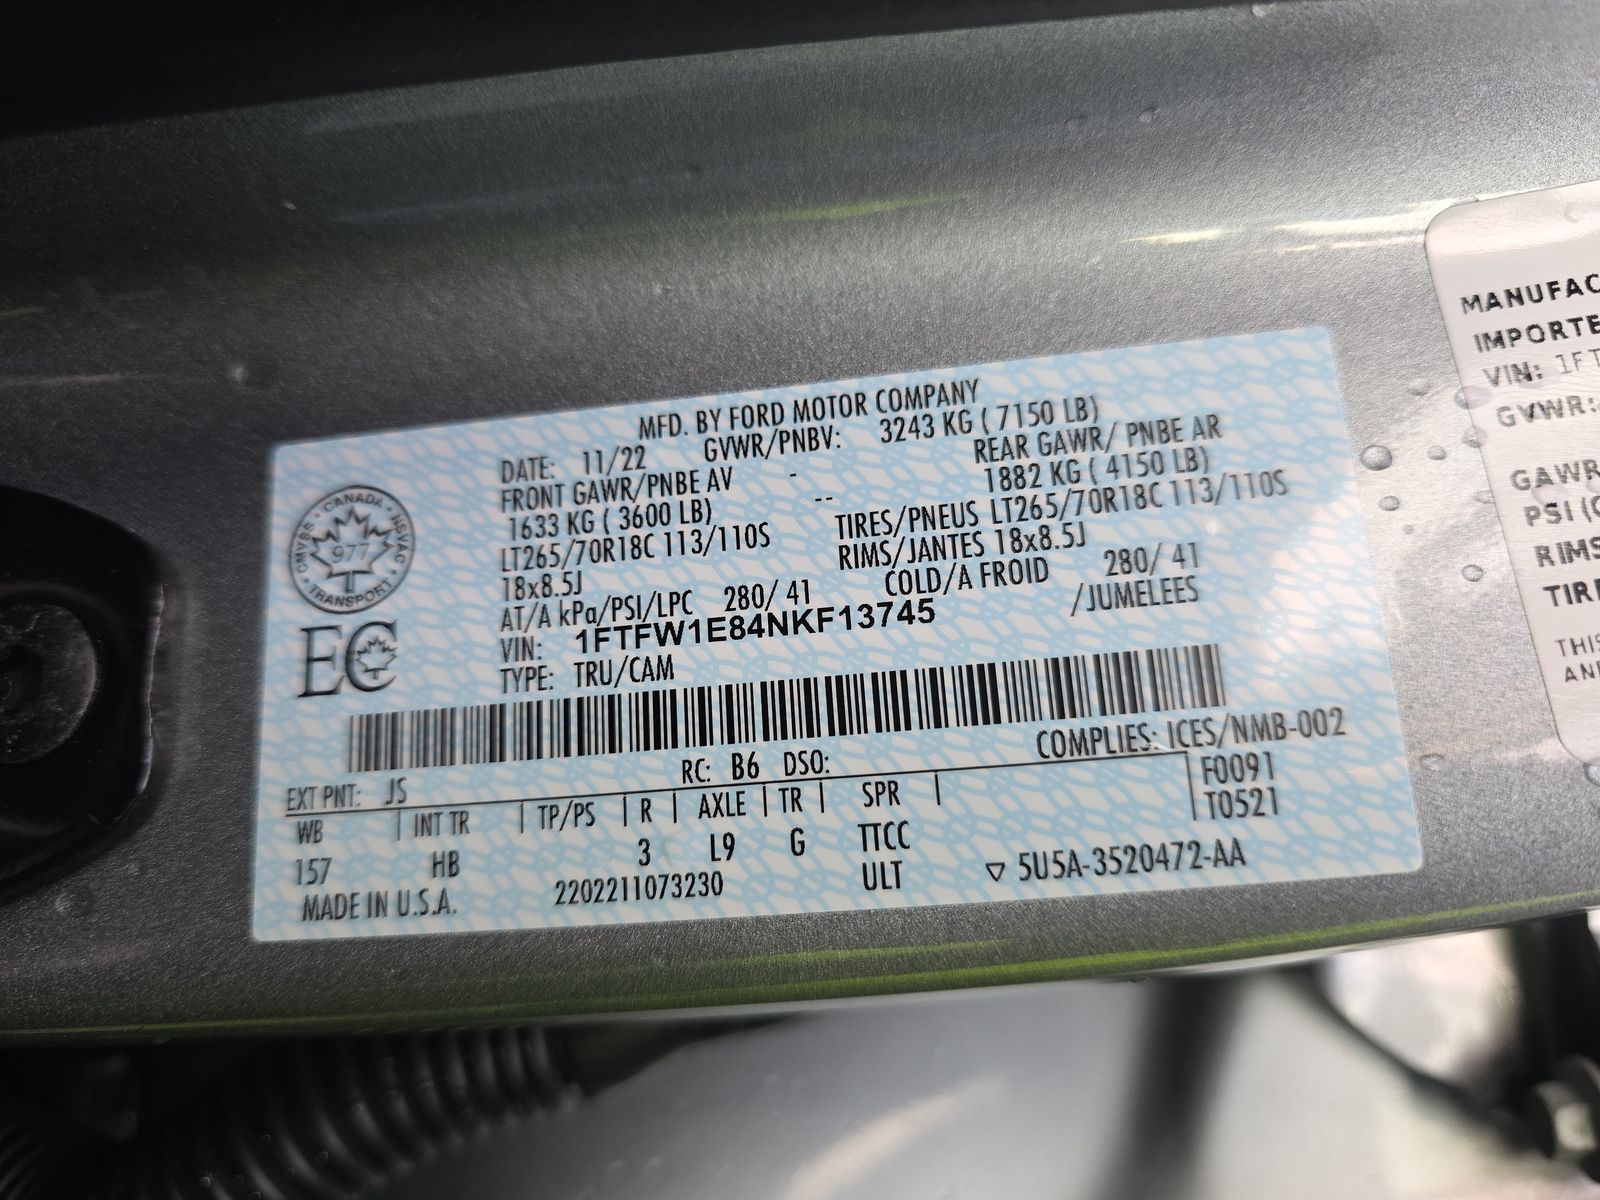 MFD. BY FORD MOTOR COMPANY
DATE: 11/22 GVWR/PNBV: 3243 KG ( 7150 LB)
FRONT GAWR/PNBE AV - REAR GAWR/ PNBE AR
1633 KG ( 3600 LB) -- 1882 KG ( 4150 LB)
LT265/70R18C 113/110S TIRES/PNEUS LT265/70R18C 113/110S
18x8.5J RIMS/JANTES 18x8.5J
AT/A kPa/PSI/LPC 280/ 41 COLD/A FROID 280/ 41
VIN: 1FTFW1E84NKF13745 /JUMELEES
TYPE: TRU/CAM
CANADA
CMVSS NSVAC
977
T
TRANSPORT
EC
COMPLIES: ICES/NMB-002
RC: B6 DSO:
EXT PNT: JS
WB | INT TR | TP/PS | R | AXLE | TR | SPR | F0091
T0521
157 HB 3 L9 G TTCC
ULT
MADE IN U.S.A. 2202211073230 ▽ 5U5A-3520472-AA
MANUFAC
IMPORTE
VIN: 1FT
GVWR:
GAWR
PSI (C
RIMS
TIR
THIS
AN